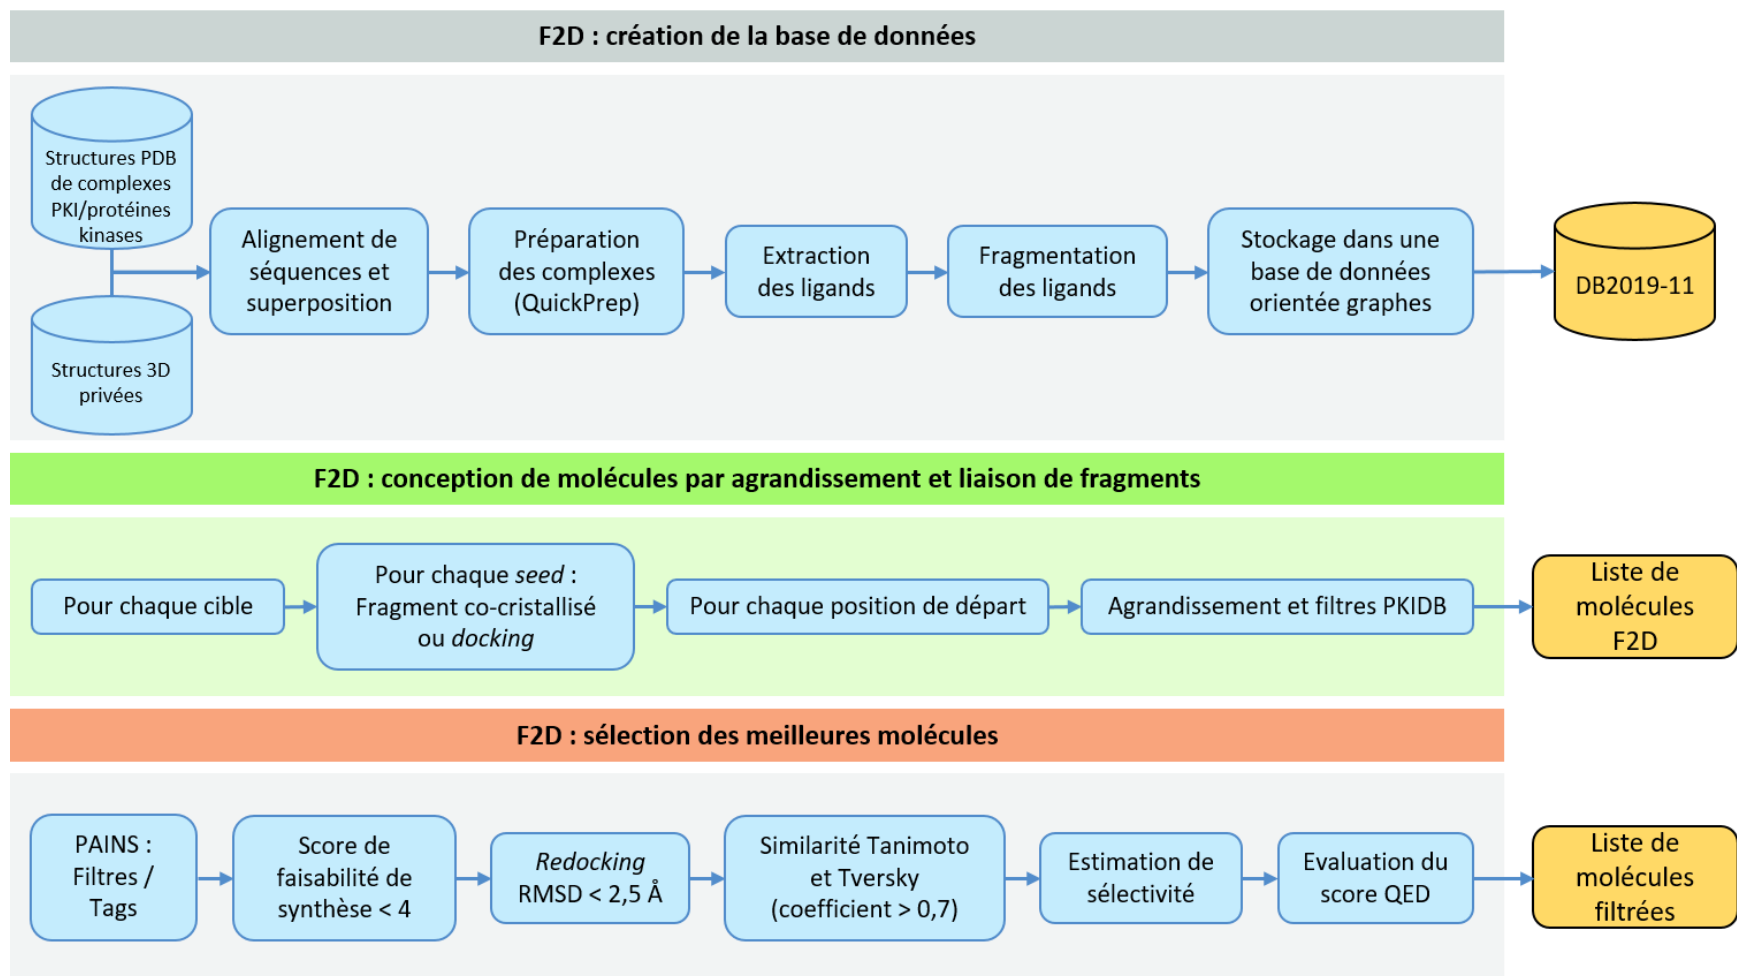 F2D : création de la base de données
Structures PDB
de complexes
PKI/protéines
kinases
Structures 3D
privées
Alignement de
séquences et
superposition
Préparation
des complexes
(QuickPrep)
Extraction
des ligands
Fragmentation
des ligands
Stockage dans une
base de données
orientée graphes
DB2019-11
F2D : conception de molécules par agrandissement et liaison de fragments
Pour chaque cible
Pour chaque seed :
Fragment co-cristallisé
ou docking
Pour chaque position de départ
Agrandissement et filtres PKIDB
Liste de
molécules
F2D
F2D : sélection des meilleures molécules
PAINS :
Filtres /
Tags
Score de
faisabilité de
synthèse < 4
Redocking
RMSD < 2,5 Å
Similarité Tanimoto
et Tversky
(coefficient > 0,7)
Estimation de
sélectivité
Evaluation du
score QED
Liste de
molécules
filtrées